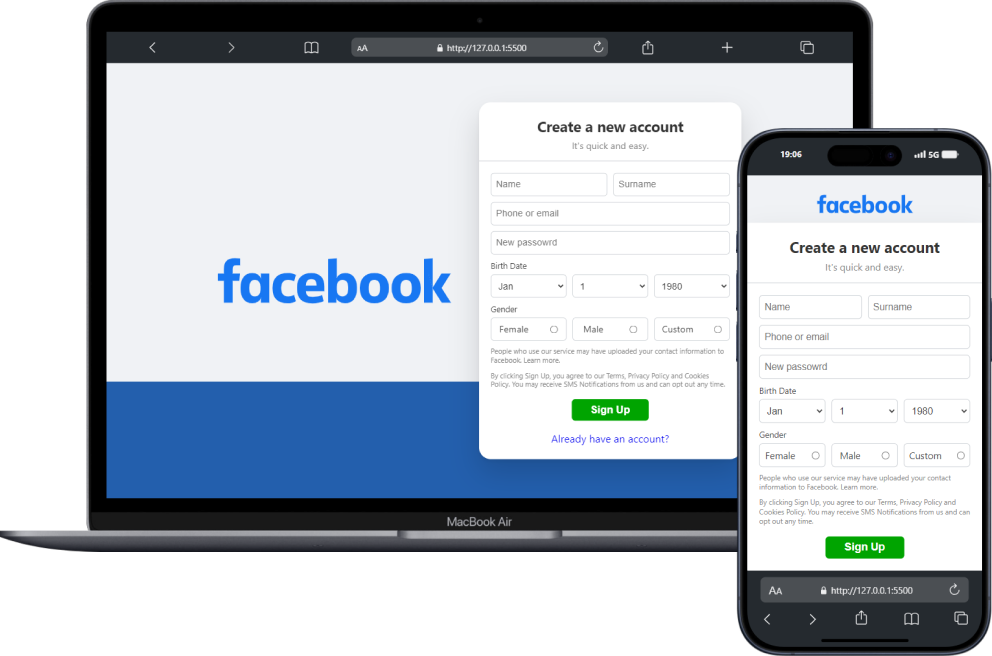 AA
http://127.0.0.1:5500
facebook
Create a new account
It's quick and easy.
Name
Surname
Phone or email
New passowrd
Birth Date
Jan
1
1980
Gender
Female
Male
Custom
People who use our service may have uploaded your contact information to
Facebook. Learn more.
By clicking Sign Up, you agree to our Terms, Privacy Policy and Cookies
Policy. You may receive SMS Notifications from us and can opt out any time.
Sign Up
Already have an account?
MacBook Air
19:06
5G
facebook
Create a new account
It's quick and easy.
Name
Surname
Phone or email
New passowrd
Birth Date
Jan
1
1980
Gender
Female
Male
Custom
People who use our service may have uploaded your contact
information to Facebook. Learn more.
By clicking Sign Up, you agree to our Terms, Privacy Policy and
Cookies Policy. You may receive SMS Notifications from us and can
opt out any time.
Sign Up
AA
http://127.0.0.1:5500